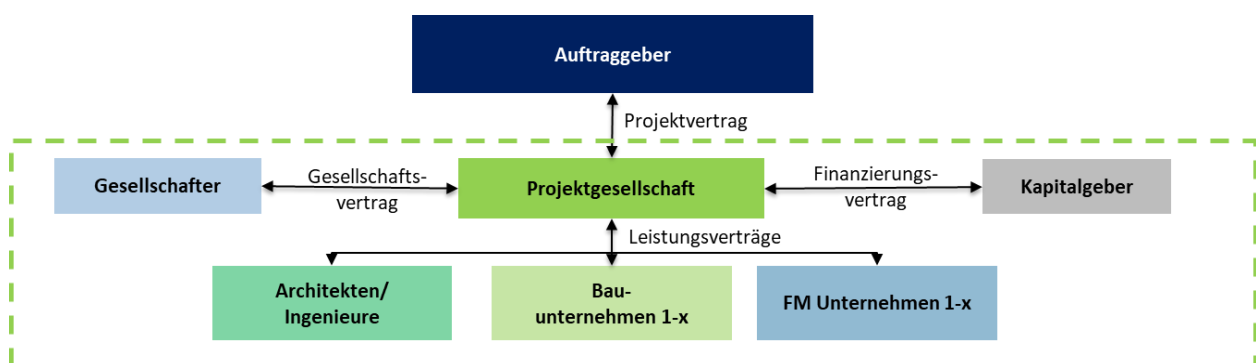 Auftraggeber
Projektvertrag
Gesellschafter
Gesellschafts-
vertrag
Projektgesellschaft
Finanzierungs-
vertrag
Kapitalgeber
Leistungsverträge
Architekten/
Ingenieure
Bau-
unternehmen 1-x
FM Unternehmen 1-x